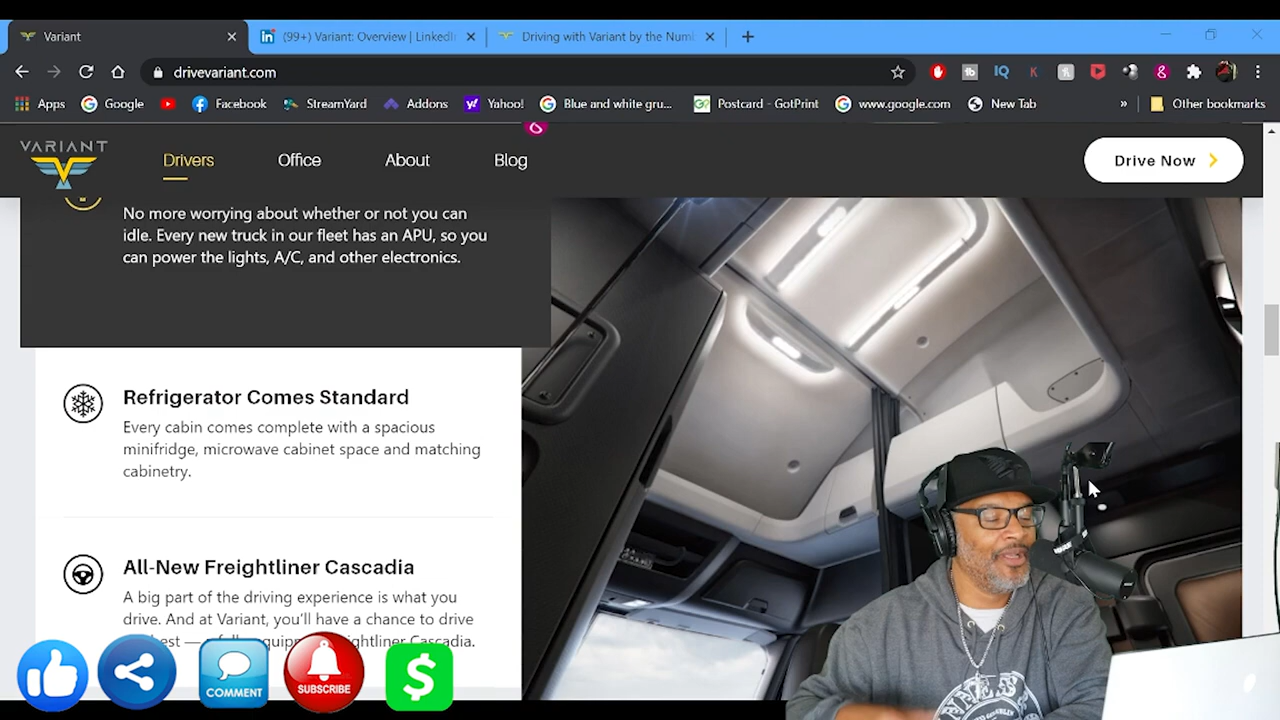 Variant
(99+) Variant: Overview | LinkedIn
Driving with Variant by the Numb
drivevariant.com
Apps
Google
Facebook
StreamYard
Addons
Yahoo!
Blue and white gru...
Postcard - GotPrint
www.google.com
New Tab
»
Other bookmarks
VARIANT
Drivers
Office
About
Blog
Drive Now
No more worrying about whether or not you can
idle. Every new truck in our fleet has an APU, so you
can power the lights, A/C, and other electronics.
Refrigerator Comes Standard
Every cabin comes complete with a spacious
minifridge, microwave cabinet space and matching
cabinetry.
All-New Freightliner Cascadia
A big part of the driving experience is what you
drive. And at Variant, you'll have a chance to drive
Cascadia.
COMMENT
SUBSCRIBE
$